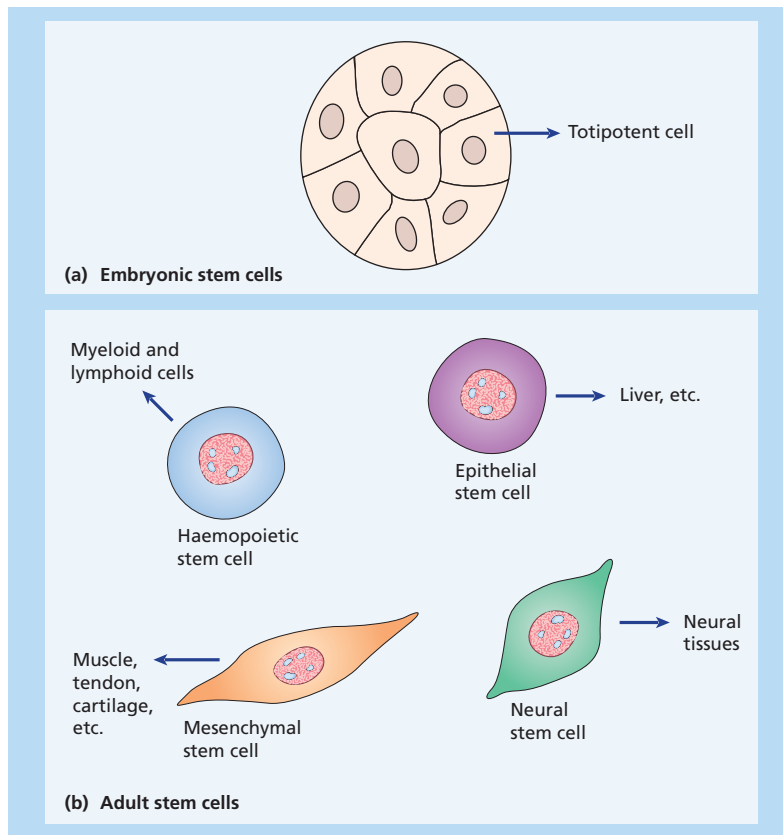 Totipotent cell
(a) Embryonic stem cells
Myeloid and
lymphoid cells
Liver, etc.
Epithelial
stem cell
Haemopoietic
stem cell
Neural
tissues
Muscle,
tendon,
cartilage,
etc.
Mesenchymal
stem cell
Neural
stem cell
(b) Adult stem cells